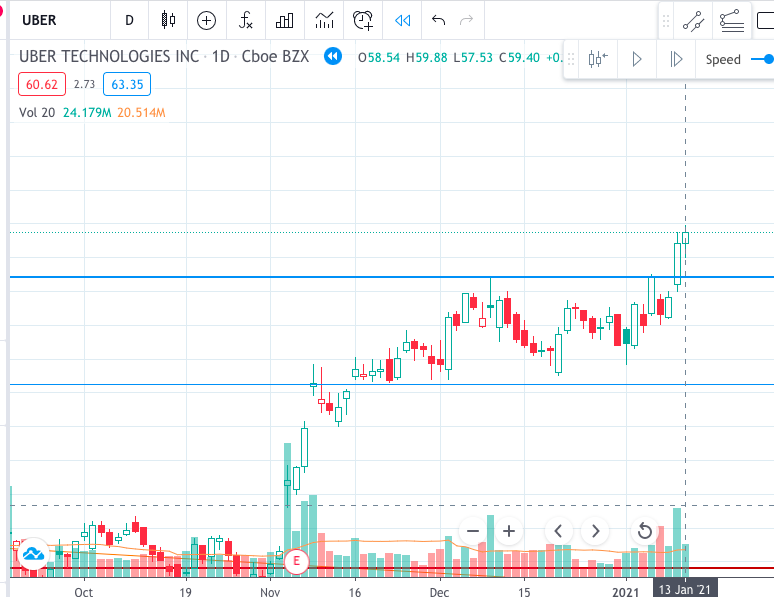 UBER D
Speed
UBER TECHNOLOGIES INC · 1D · Cboe BZX O58.54 H59.88 L57.53 C59.40 +0.
60.62 2.73 63.35
Vol 20 24.179M 20.514M
E
Oct 19 Nov 16 Dec 15 2021 13 Jan '21